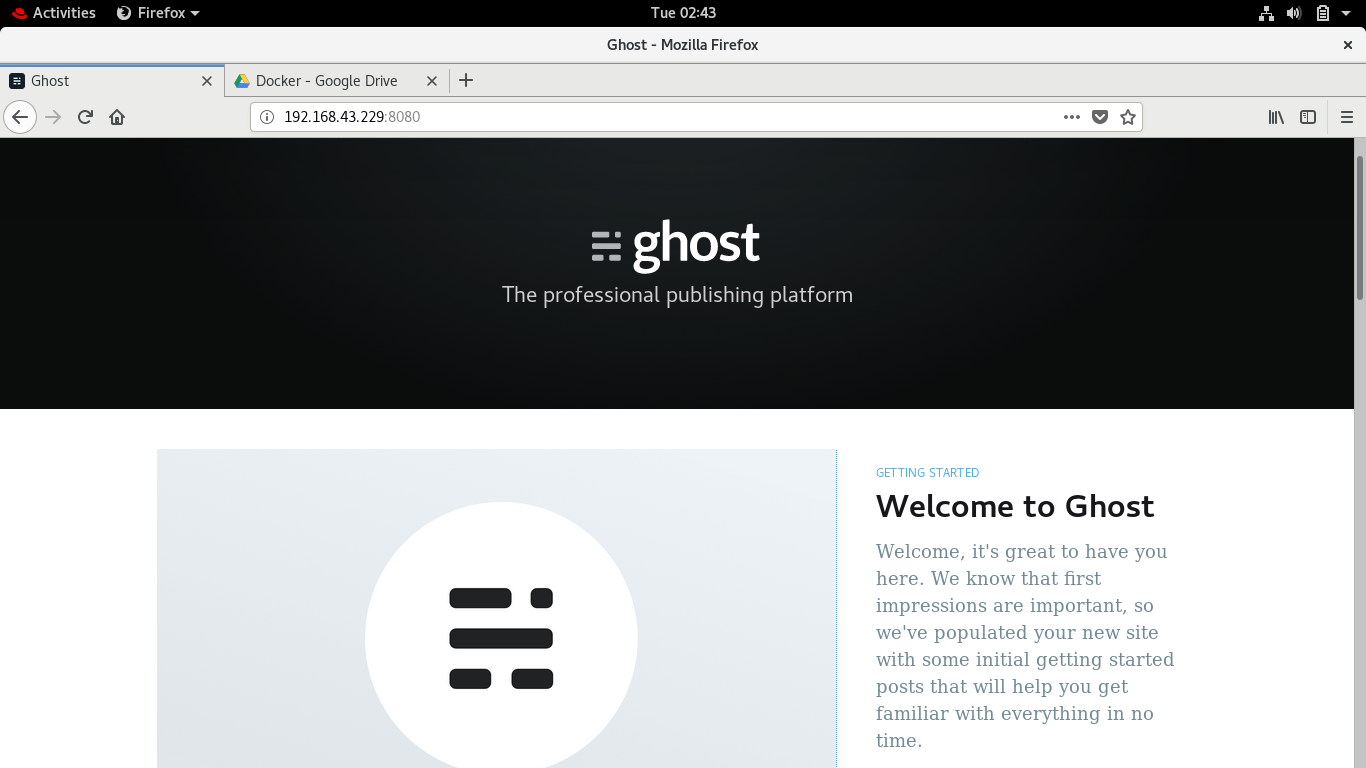 Activities Firefox Tue 02:43
Ghost - Mozilla Firefox
Ghost Docker - Google Drive
192.168.43.229:8080
ghost
The professional publishing platform
GETTING STARTED
Welcome to Ghost
Welcome, it's great to have you
here. We know that first
impressions are important, so
we've populated your new site
with some initial getting started
posts that will help you get
familiar with everything in no
time.